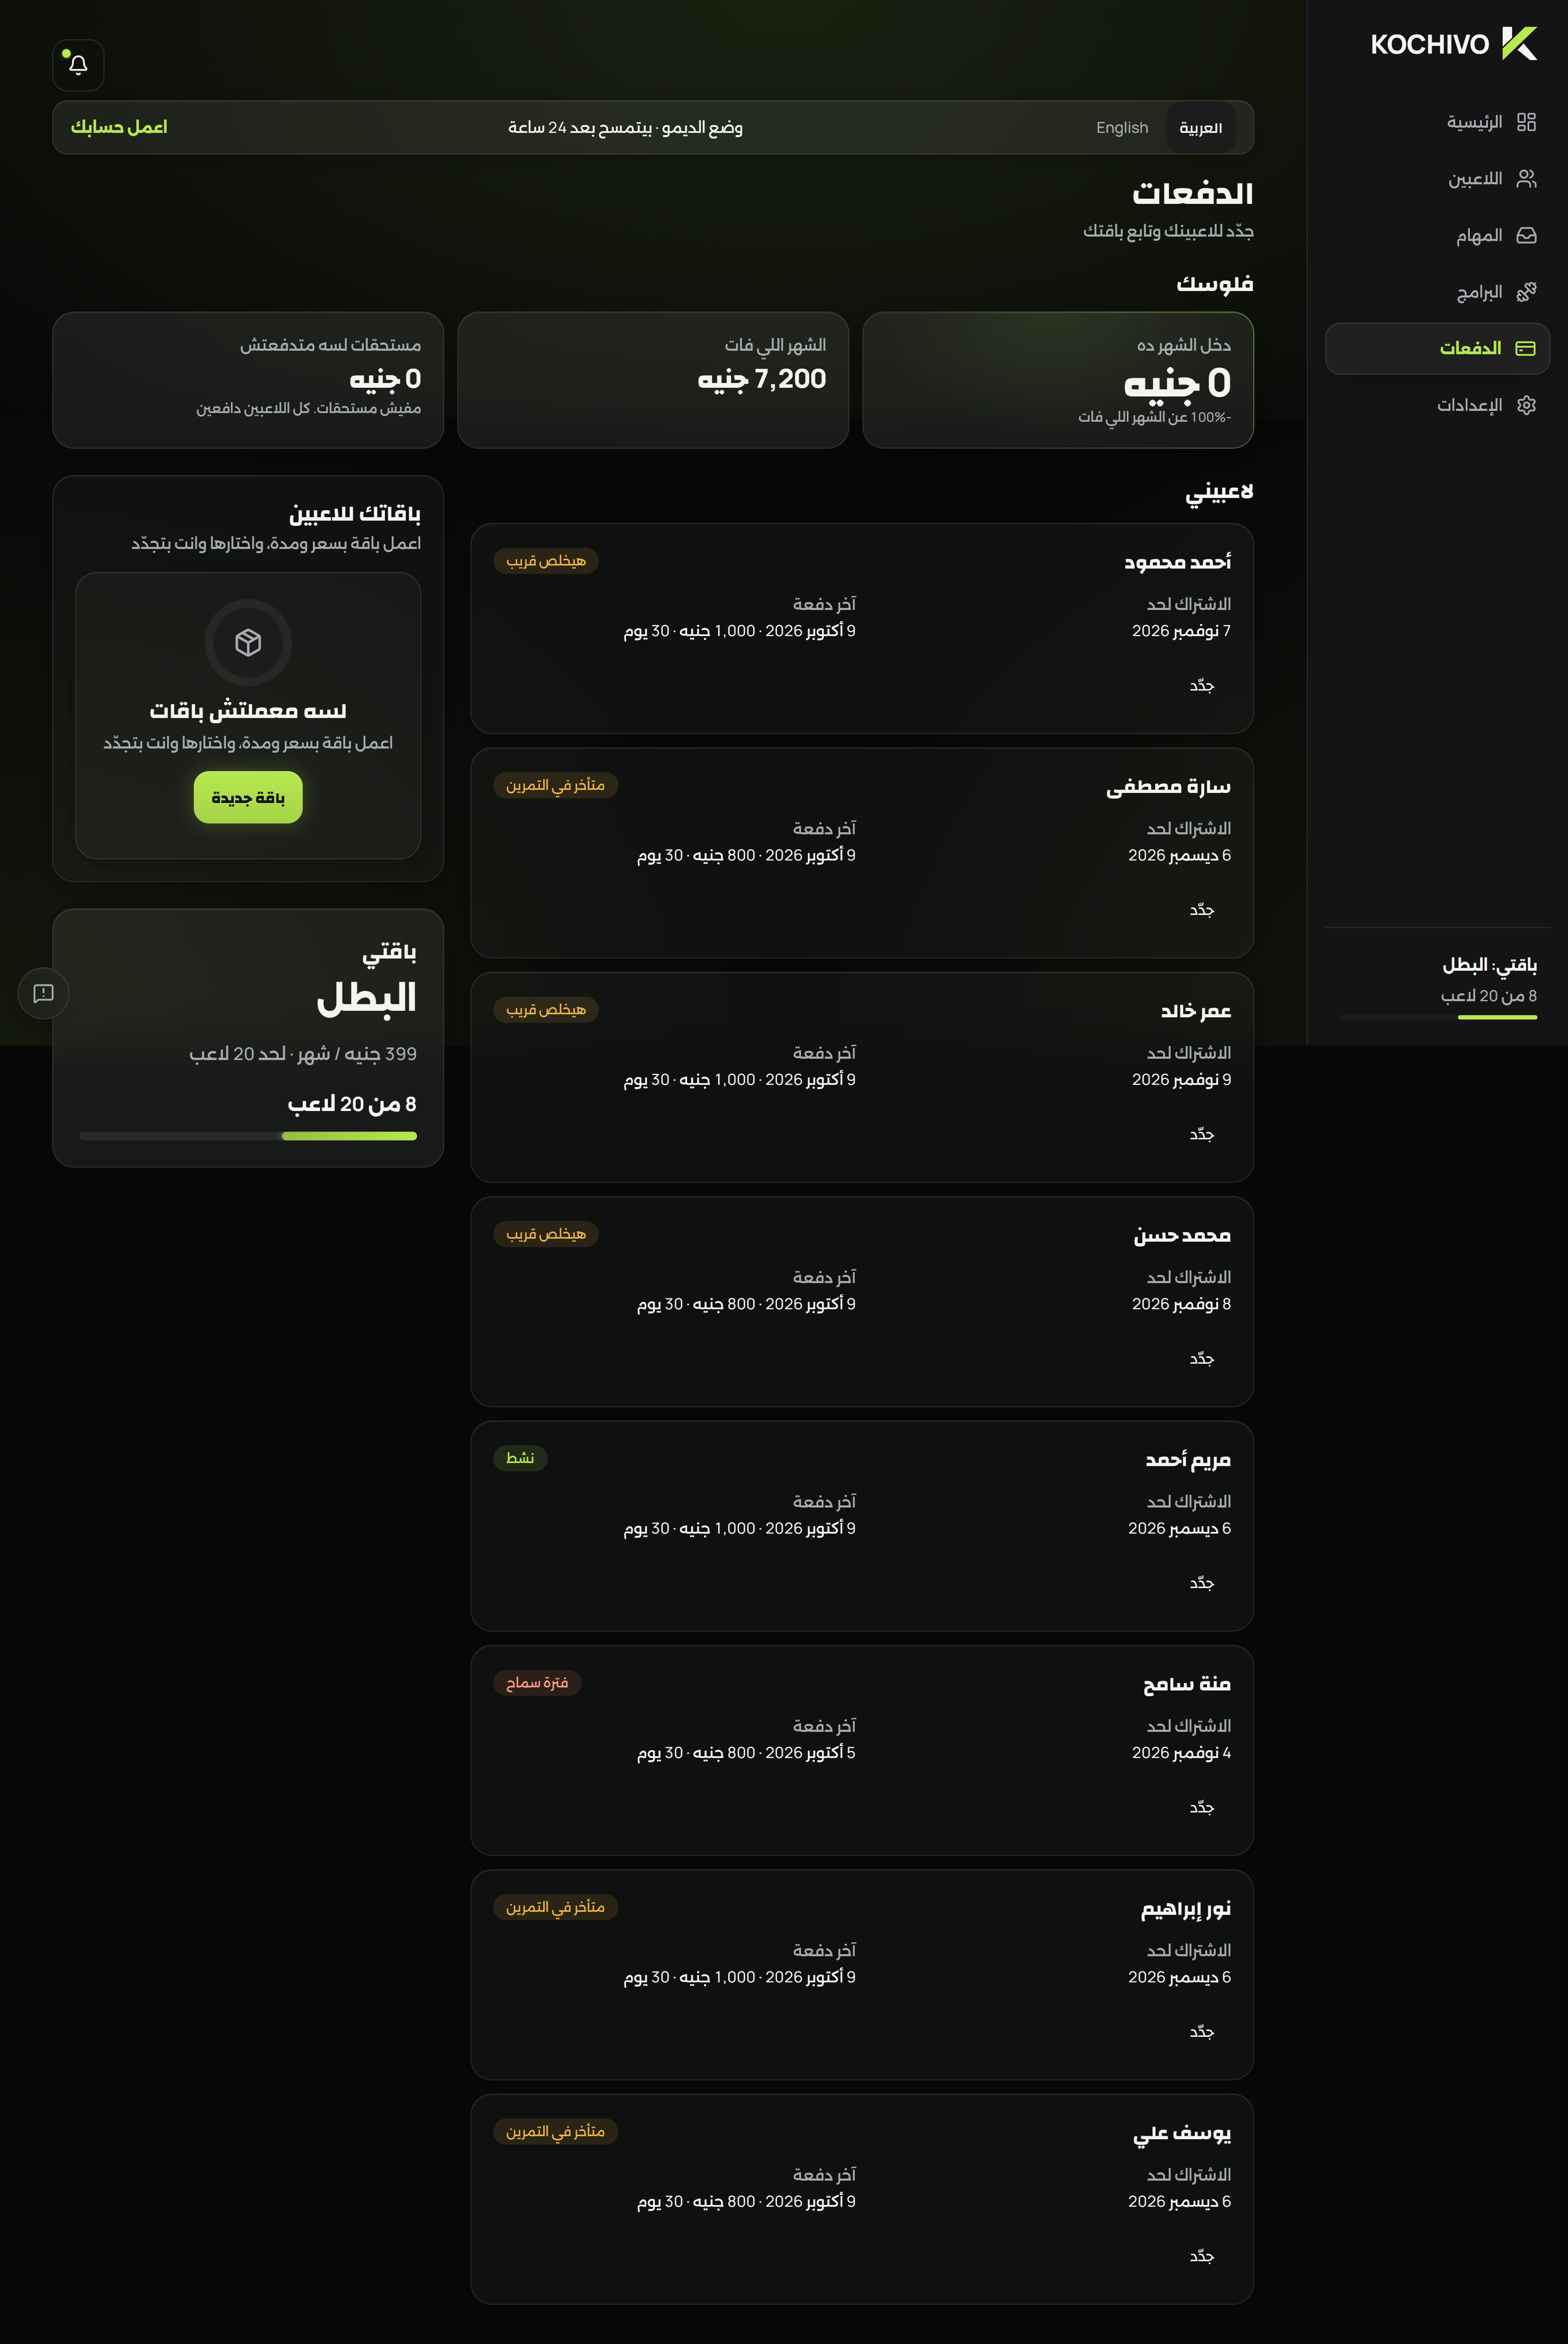 KOCHIVO
الرئيسية
اللاعبين
المهام
البرامج
الدفعات
الإعدادات
باقتي: البطل
8 من 20 لاعب
العربية
English
وضع الديمو · بيتمسح بعد 24 ساعة
اعمل حسابك
الدفعات
جدّد للاعبينك وتابع باقتك
فلوسك
دخل الشهر ده
0 جنيه
-100% عن الشهر اللي فات
الشهر اللي فات
7,200 جنيه
مستحقات لسه متدفعتش
0 جنيه
مفيش مستحقات. كل اللاعبين دافعين
لاعبيني
أحمد محمود
هيخلص قريب
الاشتراك لحد
آخر دفعة
7 نوفمبر 2026
9 أكتوبر 2026 · 1,000 جنيه · 30 يوم
جدّد
سارة مصطفى
متأخر في التمرين
الاشتراك لحد
آخر دفعة
6 ديسمبر 2026
9 أكتوبر 2026 · 800 جنيه · 30 يوم
جدّد
عمر خالد
هيخلص قريب
الاشتراك لحد
آخر دفعة
9 نوفمبر 2026
9 أكتوبر 2026 · 1,000 جنيه · 30 يوم
جدّد
محمد حسن
هيخلص قريب
الاشتراك لحد
آخر دفعة
8 نوفمبر 2026
9 أكتوبر 2026 · 800 جنيه · 30 يوم
جدّد
مريم أحمد
نشط
الاشتراك لحد
آخر دفعة
6 ديسمبر 2026
9 أكتوبر 2026 · 1,000 جنيه · 30 يوم
جدّد
منة سامح
فترة سماح
الاشتراك لحد
آخر دفعة
4 نوفمبر 2026
5 أكتوبر 2026 · 800 جنيه · 30 يوم
جدّد
نور إبراهيم
متأخر في التمرين
الاشتراك لحد
آخر دفعة
6 ديسمبر 2026
9 أكتوبر 2026 · 1,000 جنيه · 30 يوم
جدّد
يوسف علي
متأخر في التمرين
الاشتراك لحد
آخر دفعة
6 ديسمبر 2026
9 أكتوبر 2026 · 800 جنيه · 30 يوم
جدّد
باقاتك للاعبين
اعمل باقة بسعر ومدة، واختارها وانت بتجدّد
لسه معملتش باقات
اعمل باقة بسعر ومدة، واختارها وانت بتجدّد
باقة جديدة
باقتي
البطل
399 جنيه / شهر · لحد 20 لاعب
8 من 20 لاعب